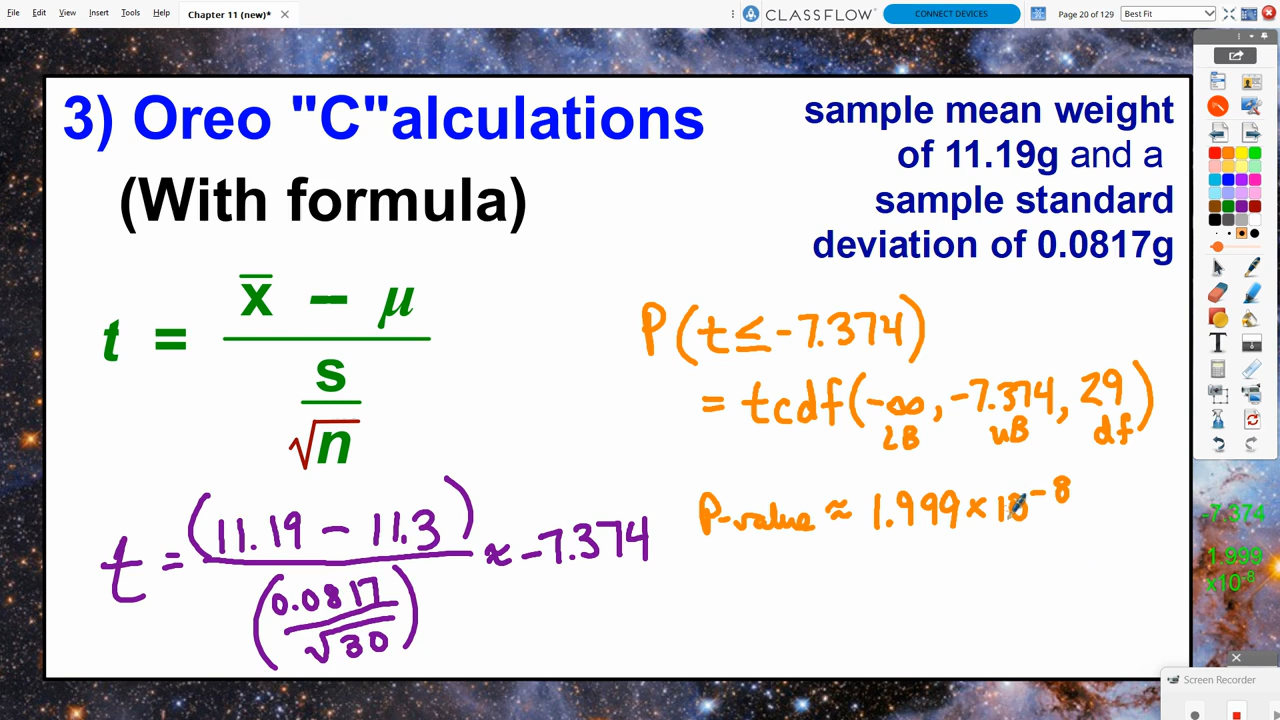 File Edit View Insert Tools Help Chapter 11 (new)* CLASSFLOW CONNECT DEVICES Page 20 of 129 Best Fit
3) Oreo "C"alcuations
(With formula)
sample mean weight
of 11.19g and a
sample standard
deviation of 0.0817g
t = x̄ − μ
s
√n
t = (11.19 − 11.3) ≈ −7.374
(0.0817
√30)
P(t ≤ −7.374)
= tcdf(−∞, −7.374, 29)
LB uB df
P-value ≈ 1.999 × 10⁻⁸
-7.374
1.999
x10⁻⁸
Screen Recorder